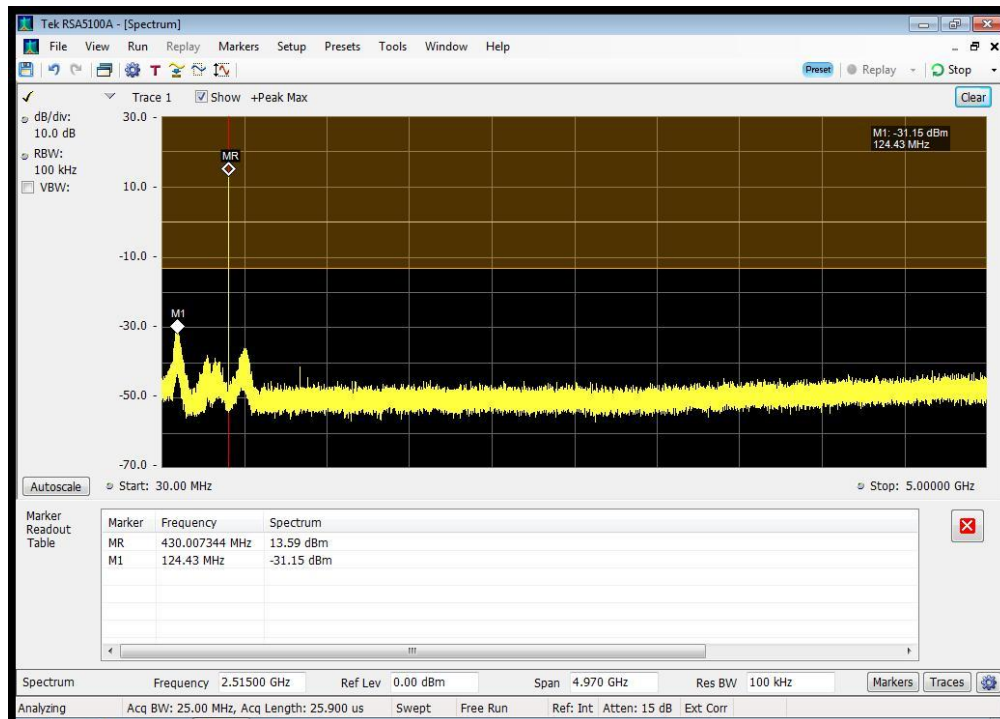 Tek RSA5100A - [Spectrum]
File View Run Replay Markers Setup Presets Tools Window Help
T Preset Replay Stop
Trace 1 Show +Peak Max Clear
dB/div:
10.0 dB
RBW:
100 kHz
VBW:
30.0
10.0
-10.0
-30.0
-50.0
-70.0
MR
M1
M1: -31.15 dBm
124.43 MHz
Autoscale Start: 30.00 MHz Stop: 5.00000 GHz
Marker
Readout
Table
Marker Frequency Spectrum
MR 430.007344 MHz 13.59 dBm
M1 124.43 MHz -31.15 dBm
Spectrum Frequency 2.51500 GHz Ref Lev 0.00 dBm Span 4.970 GHz Res BW 100 kHz Markers Traces
Analyzing Acq BW: 25.00 MHz, Acq Length: 25.900 us Swept Free Run Ref: Int Atten: 15 dB Ext Corr